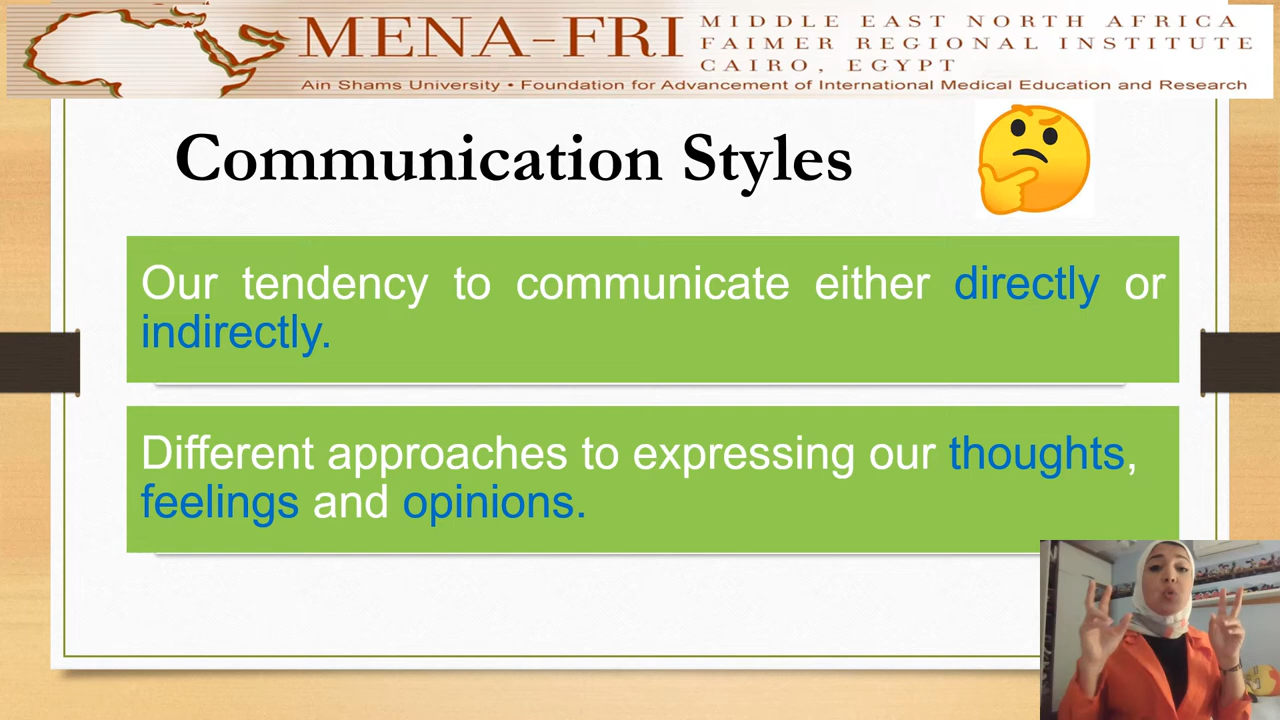 MENA-FRI
MIDDLE EAST NORTH AFRICA
FAIMER REGIONAL INSTITUTE
CAIRO, EGYPT
Ain Shams University • Foundation for Advancement of International Medical Education and Research
Communication Styles
Our tendency to communicate either directly or
indirectly.
Different approaches to expressing our thoughts,
feelings and opinions.